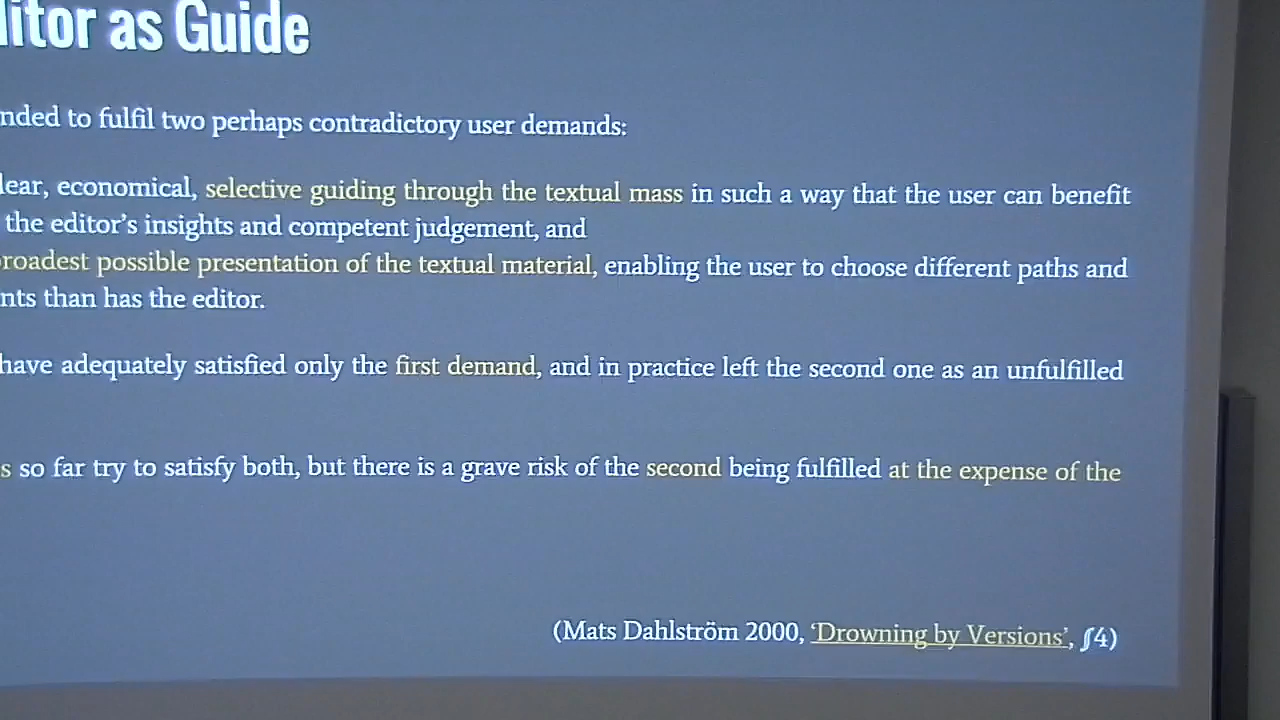 litor as Guide
nded to fulfil two perhaps contradictory user demands:
lear, economical, selective guiding through the textual mass in such a way that the user can benefit
the editor's insights and competent judgement, and
roadest possible presentation of the textual material, enabling the user to choose different paths and
nts than has the editor.
have adequately satisfied only the first demand, and in practice left the second one as an unfulfilled
s so far try to satisfy both, but there is a grave risk of the second being fulfilled at the expense of the
(Mats Dahlström 2000, ‘Drowning by Versions’, ∫4)